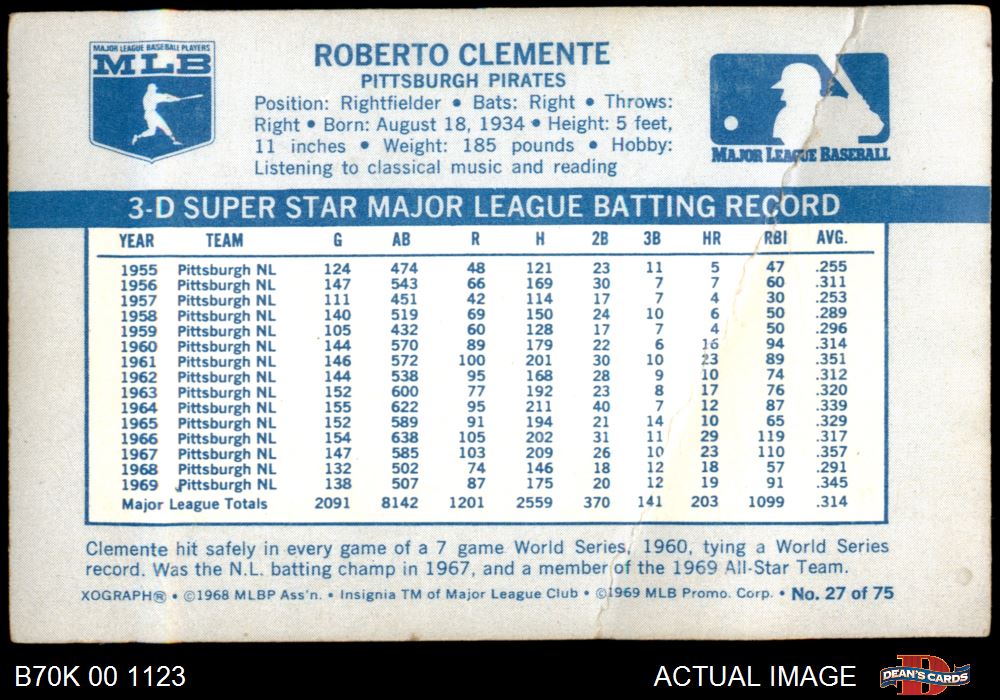 MAJOR LEAGUE BASEBALL PLAYERS
MLB
ROBERTO CLEMENTE
PITTSBURGH PIRATES
Position: Rightfielder • Bats: Right • Throws:
Right • Born: August 18, 1934 • Height: 5 feet,
11 inches • Weight: 185 pounds • Hobby:
Listening to classical music and reading
MAJOR LEAGUE BASEBALL
3-D SUPER STAR MAJOR LEAGUE BATTING RECORD
YEAR TEAM G AB R H 2B 3B HR RBI AVG.
1955 Pittsburgh NL 124 474 48 121 23 11 5 47 .255
1956 Pittsburgh NL 147 543 66 169 30 7 7 60 .311
1957 Pittsburgh NL 111 451 42 114 17 7 4 30 .253
1958 Pittsburgh NL 140 519 69 150 24 10 6 50 .289
1959 Pittsburgh NL 105 432 60 128 17 7 4 50 .296
1960 Pittsburgh NL 144 570 89 179 22 6 16 94 .314
1961 Pittsburgh NL 146 572 100 201 30 10 23 89 .351
1962 Pittsburgh NL 144 538 95 168 28 9 10 74 .312
1963 Pittsburgh NL 152 600 77 192 23 8 17 76 .320
1964 Pittsburgh NL 155 622 95 211 40 7 12 87 .339
1965 Pittsburgh NL 152 589 91 194 21 14 10 65 .329
1966 Pittsburgh NL 154 638 105 202 31 11 29 119 .317
1967 Pittsburgh NL 147 585 103 209 26 10 23 110 .357
1968 Pittsburgh NL 132 502 74 146 18 12 18 57 .291
1969 Pittsburgh NL 138 507 87 175 20 12 19 91 .345
Major League Totals 2091 8142 1201 2559 370 141 203 1099 .314
Clemente hit safely in every game of a 7 game World Series, 1960, tying a World Series
record. Was the N.L. batting champ in 1967, and a member of the 1969 All-Star Team.
XOGRAPH® • ©1968 MLBP Ass'n. • Insignia TM of Major League Club • ©1969 MLB Promo. Corp. • No. 27 of 75
B70K 00 1123
ACTUAL IMAGE
D
DEAN'S CARDS